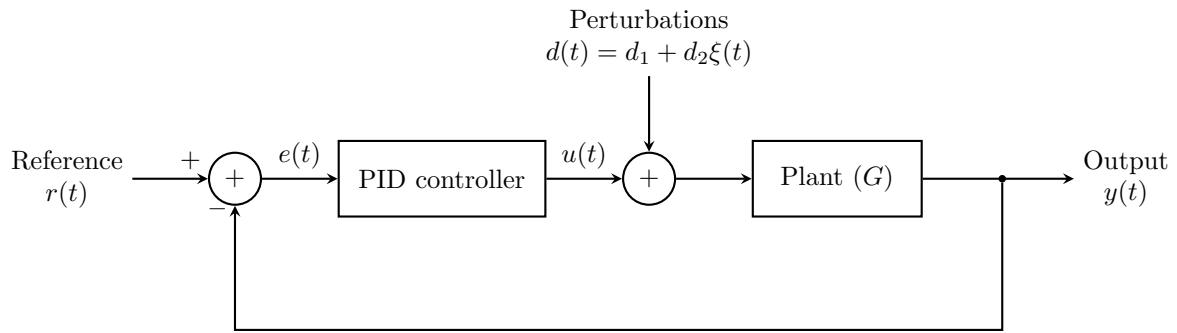 Perturbations
d(t) = d₁ + d₂ξ(t)
Reference
r(t)
+
−
+
e(t)
PID controller
u(t)
+
Plant (G)
Output
y(t)